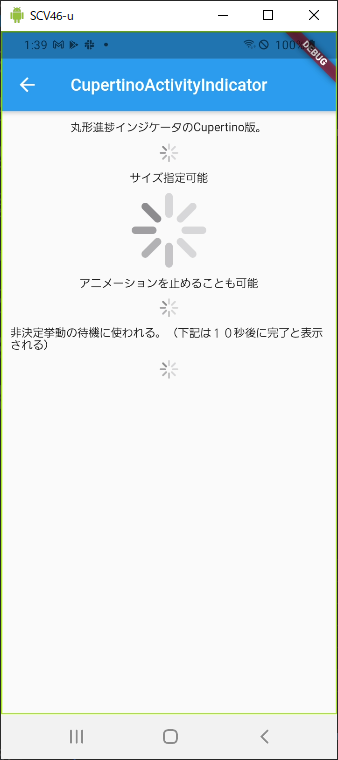 SCV46-u
1:39
100%
DEBUG
CupertinoActivityIndicator
丸形進捗インジケータのCupertino版。
サイズ指定可能
アニメーションを止めることも可能
非決定挙動の待機に使われる。（下記は１０秒後に完了と表示
される）